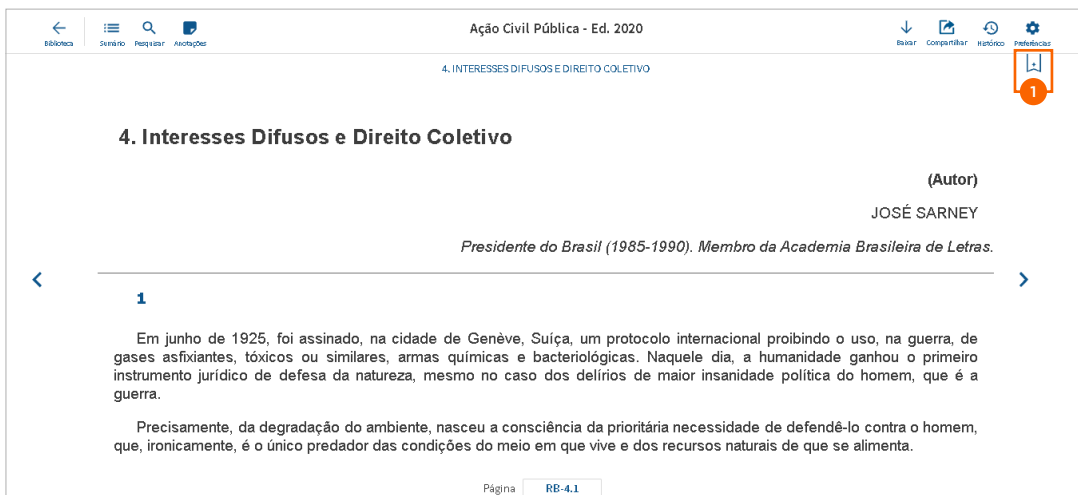 Ação Civil Pública - Ed. 2020
Biblioteca
Sumário
Pesquisar
Anotações
Baixar
Compartilhar
Histórico
Preferências
4. INTERESSES DIFUSOS E DIREITO COLETIVO
1
4. Interesses Difusos e Direito Coletivo
(Autor)
JOSÉ SARNEY
Presidente do Brasil (1985-1990). Membro da Academia Brasileira de Letras.
1
Em junho de 1925, foi assinado, na cidade de Genève, Suíça, um protocolo internacional proibindo o uso, na guerra, de
gases asfixiantes, tóxicos ou similares, armas químicas e bacteriológicas. Naquele dia, a humanidade ganhou o primeiro
instrumento jurídico de defesa da natureza, mesmo no caso dos delírios de maior insanidade política do homem, que é a
guerra.
Precisamente, da degradação do ambiente, nasceu a consciência da prioritária necessidade de defendê-lo contra o homem,
que, ironicamente, é o único predador das condições do meio em que vive e dos recursos naturais de que se alimenta.
Página RB-4.1